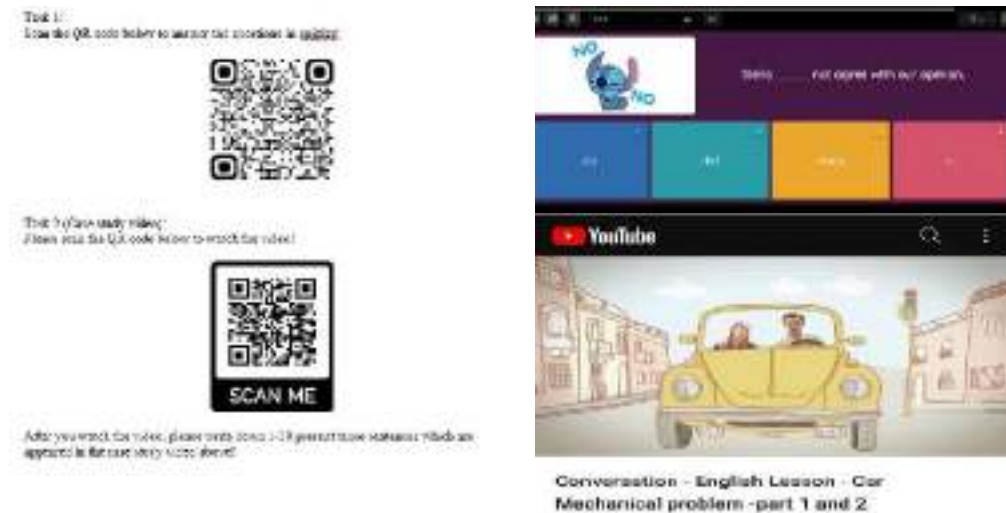 Task 1:
Scan the QR code below to answer the questions in quizizz!
Task 2 (Case study video):
Please scan the QR code below to watch the video!
SCAN ME
After you watch the video, please write down 5-10 present tense sentences which are
appeared in the case study video above!
NO
NO
not agree with our opinion.
YouTube
Conversation - English Lesson - Car
Mechanical problem -part 1 and 2